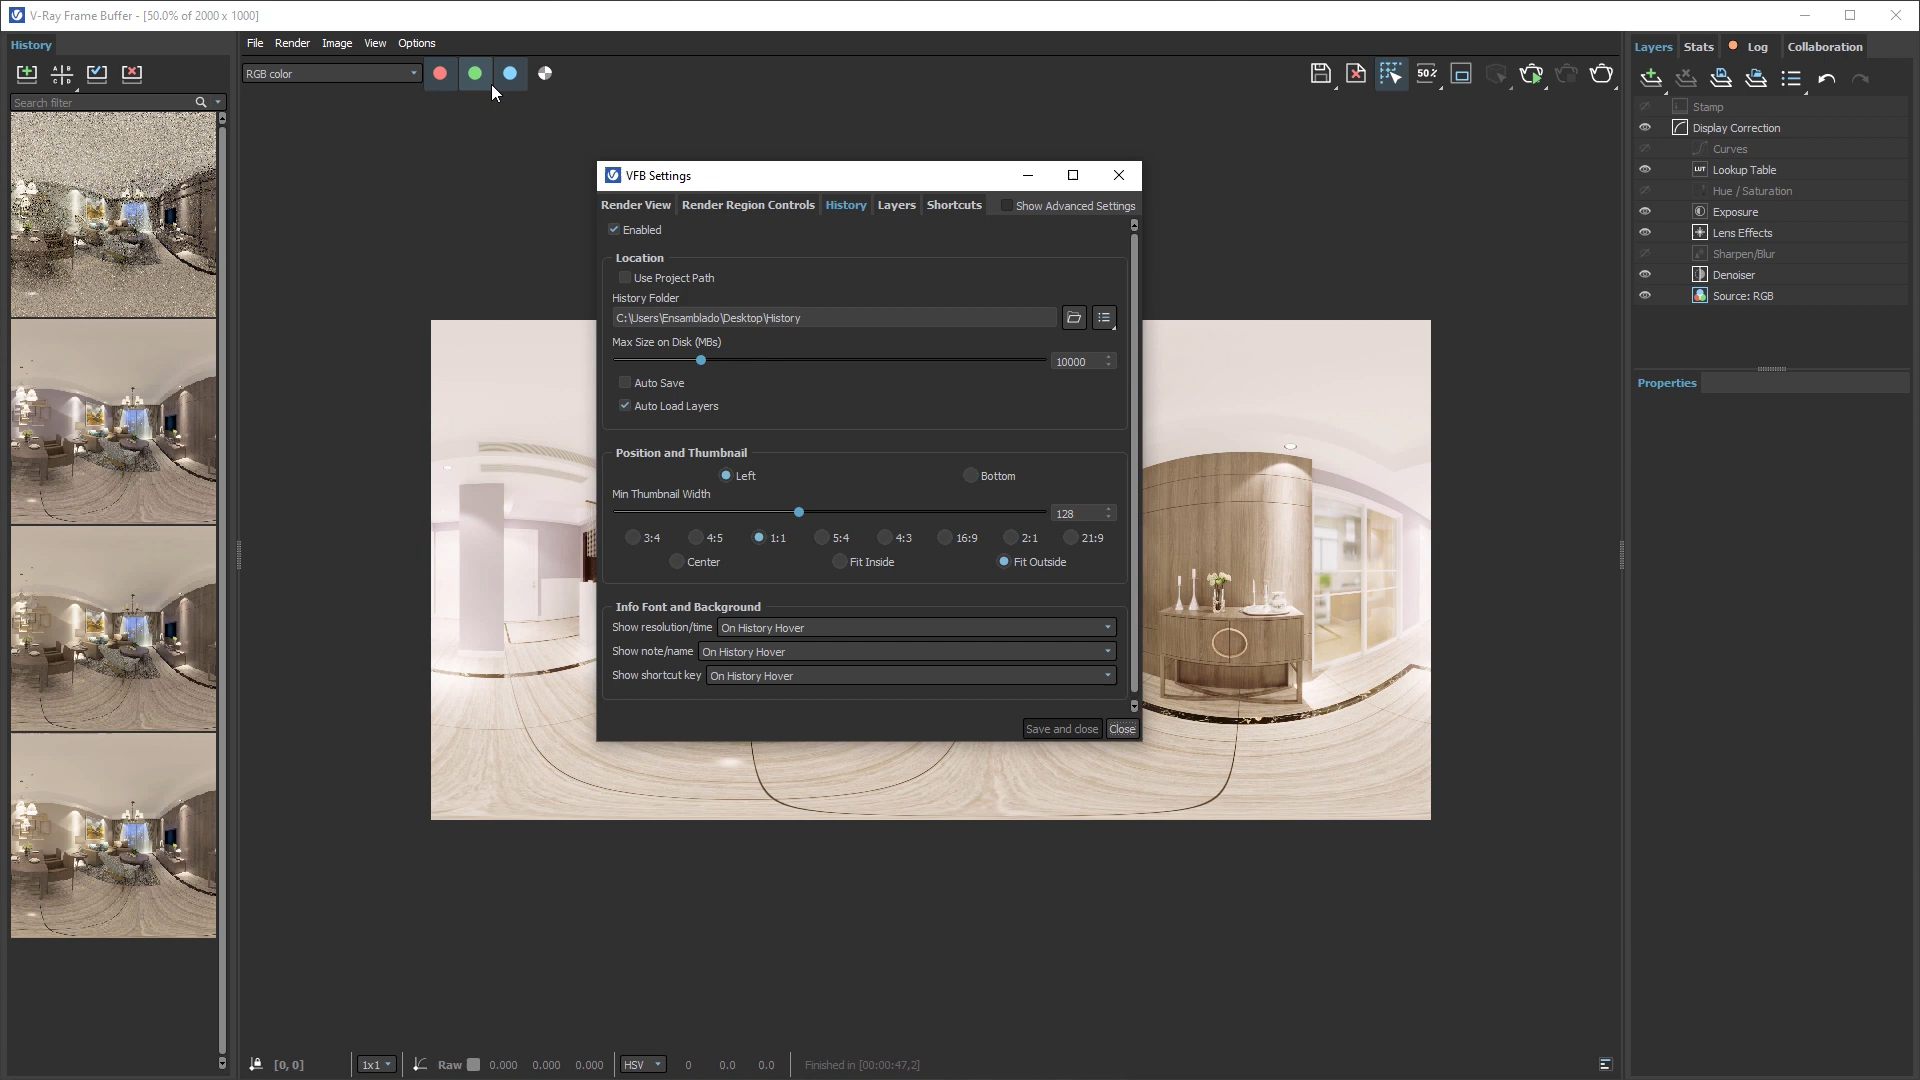 V-Ray Frame Buffer - [50.0% of 2000 x 1000]
History
File Render Image View Options
Layers Stats Log Collaboration
RGB color
50%
Search filter
Stamp
Display Correction
Curves
LUT Lookup Table
Hue / Saturation
Exposure
Lens Effects
Sharpen/Blur
Denoiser
Source: RGB
Properties
VFB Settings
Render View Render Region Controls History Layers Shortcuts Show Advanced Settings
Enabled
Location
Use Project Path
History Folder
C:\Users\Ensamblado\Desktop\History
Max Size on Disk (MBs)
10000
Auto Save
Auto Load Layers
Position and Thumbnail
Left Bottom
Min Thumbnail Width
128
3:4 4:5 1:1 5:4 4:3 16:9 2:1 21:9
Center Fit Inside Fit Outside
Info Font and Background
Show resolution/time On History Hover
Show note/name On History Hover
Show shortcut key On History Hover
Save and close Close
[0, 0] 1x1 Raw 0.000 0.000 0.000 HSV 0 0.0 0.0 Finished in [00:00:47,2]